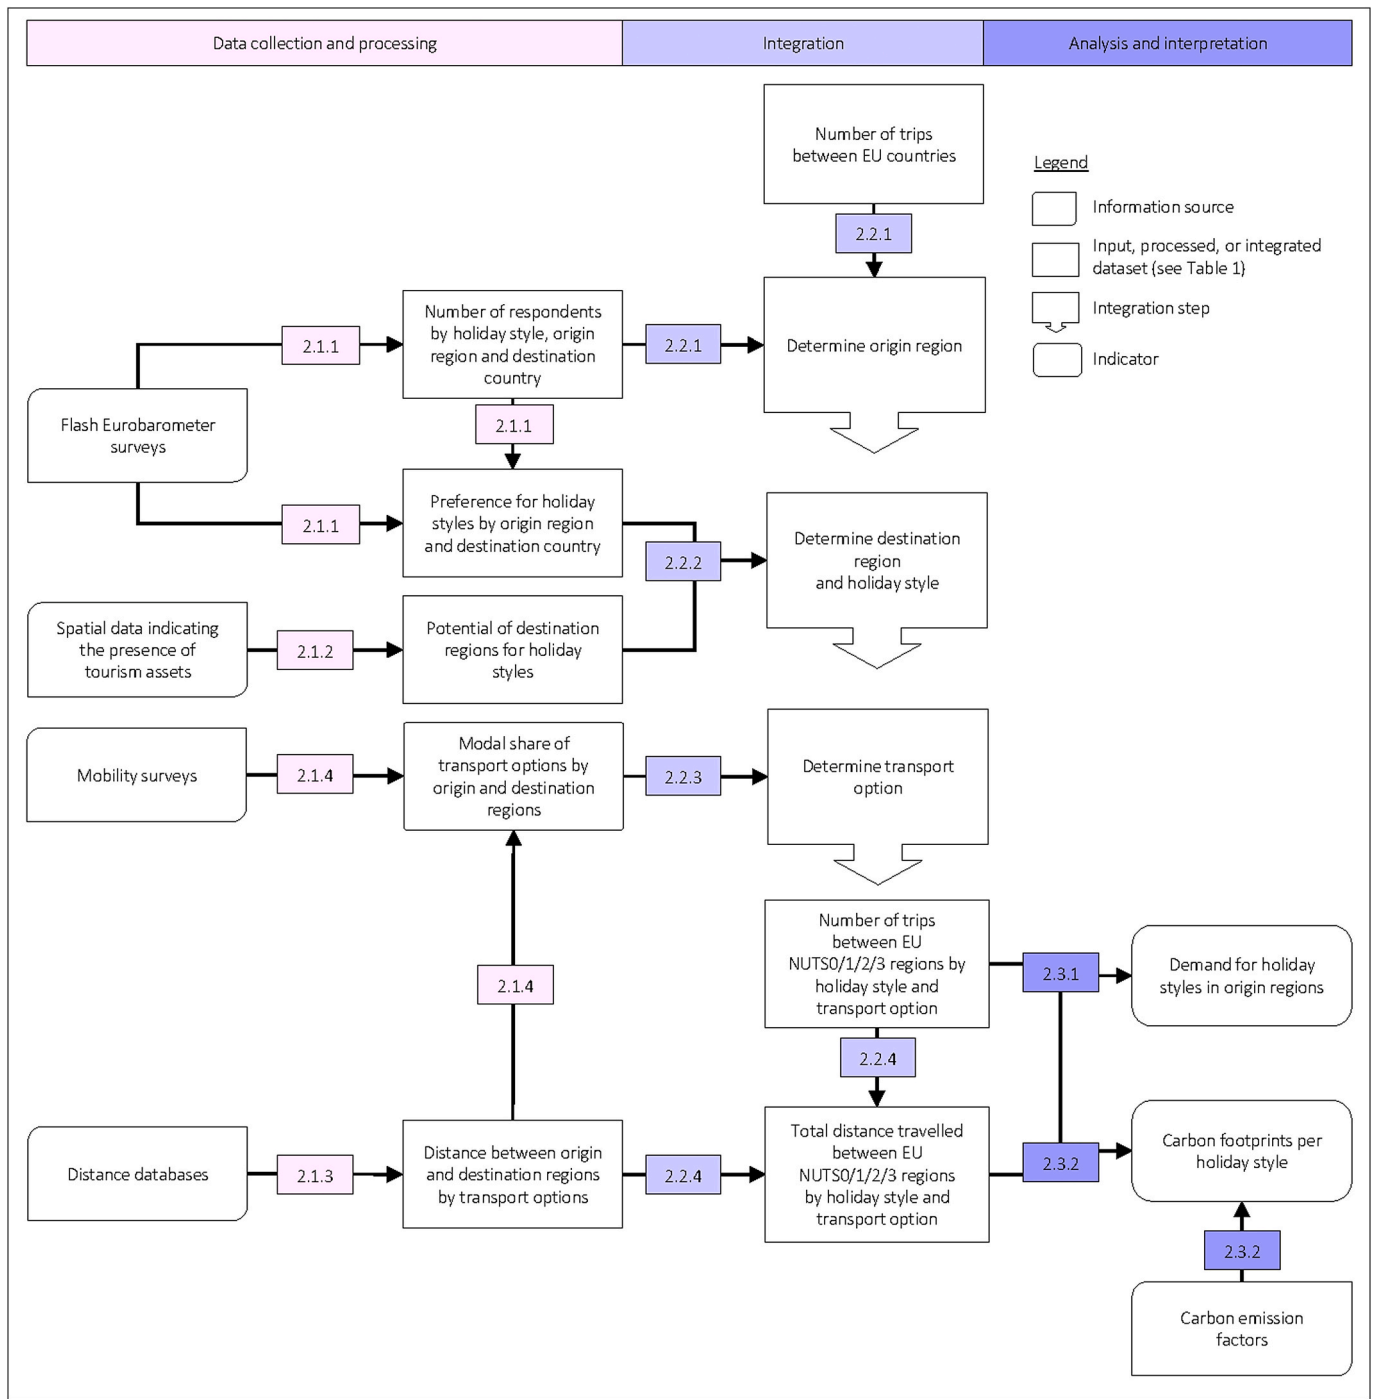 Data collection and processing
Integration
Analysis and interpretation
Number of trips
between EU countries
Legend
Information source
Input, processed, or integrated
dataset (see Table 1)
Integration step
Indicator
2.2.1
Number of respondents
by holiday style, origin
region and destination
country
2.1.1
2.2.1
Determine origin region
Flash Eurobarometer
surveys
2.1.1
2.1.1
Preference for holiday
styles by origin region
and destination country
2.2.2
Determine destination
region
and holiday style
Spatial data indicating
the presence of
tourism assets
2.1.2
Potential of destination
regions for holiday
styles
Mobility surveys
2.1.4
Modal share of
transport options by
origin and destination
regions
2.2.3
Determine transport
option
2.1.4
Number of trips
between EU
NUTS0/1/2/3 regions by
holiday style and
transport option
2.3.1
Demand for holiday
styles in origin regions
2.2.4
Distance databases
2.1.3
Distance between origin
and destination regions
by transport options
2.2.4
Total distance travelled
between EU
NUTS0/1/2/3 regions
by holiday style and
transport option
2.3.2
Carbon footprints per
holiday style
2.3.2
Carbon emission
factors